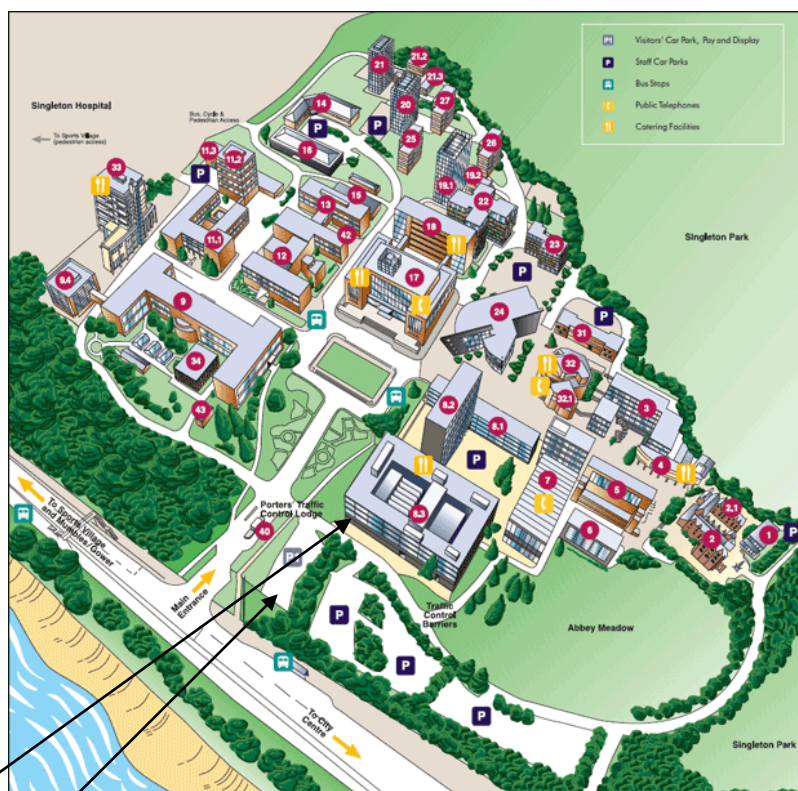 P1 Visitors' Car Park, Pay and Display
P Staff Car Parks
Bus Stops
Public Telephones
Catering Facilities
Singleton Hospital
To Sports Village
(pedestrian access)
Bus, Cycle &
Pedestrian Access
21
21.2
21.3
20
27
14
P
P
16
25
26
11.3
11.2
33
P
19.2
19.1
15
13
22
18
42
11.1
23
Singleton Park
12
17
P
9.4
9
24
P
31
34
32
8.2
32.1
3
43
8.1
P
4
7
5
To Sports Village
and Mumbles/Gower
Porters' Traffic
Control Lodge
8.3
40
6
2.1
2
1
P
P1
Main
Entrance
Traffic
Control
Barriers
P
Abbey Meadow
P
P
To City
Centre
Singleton Park